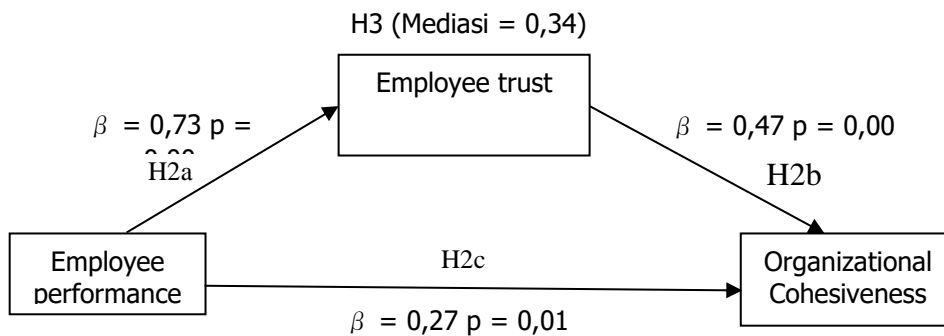 H3 (Mediasi = 0,34)
Employee trust
β = 0,73 p =
H2a
β = 0,47 p = 0,00
H2b
Employee
performance
H2c
β = 0,27 p = 0,01
Organizational
Cohesiveness